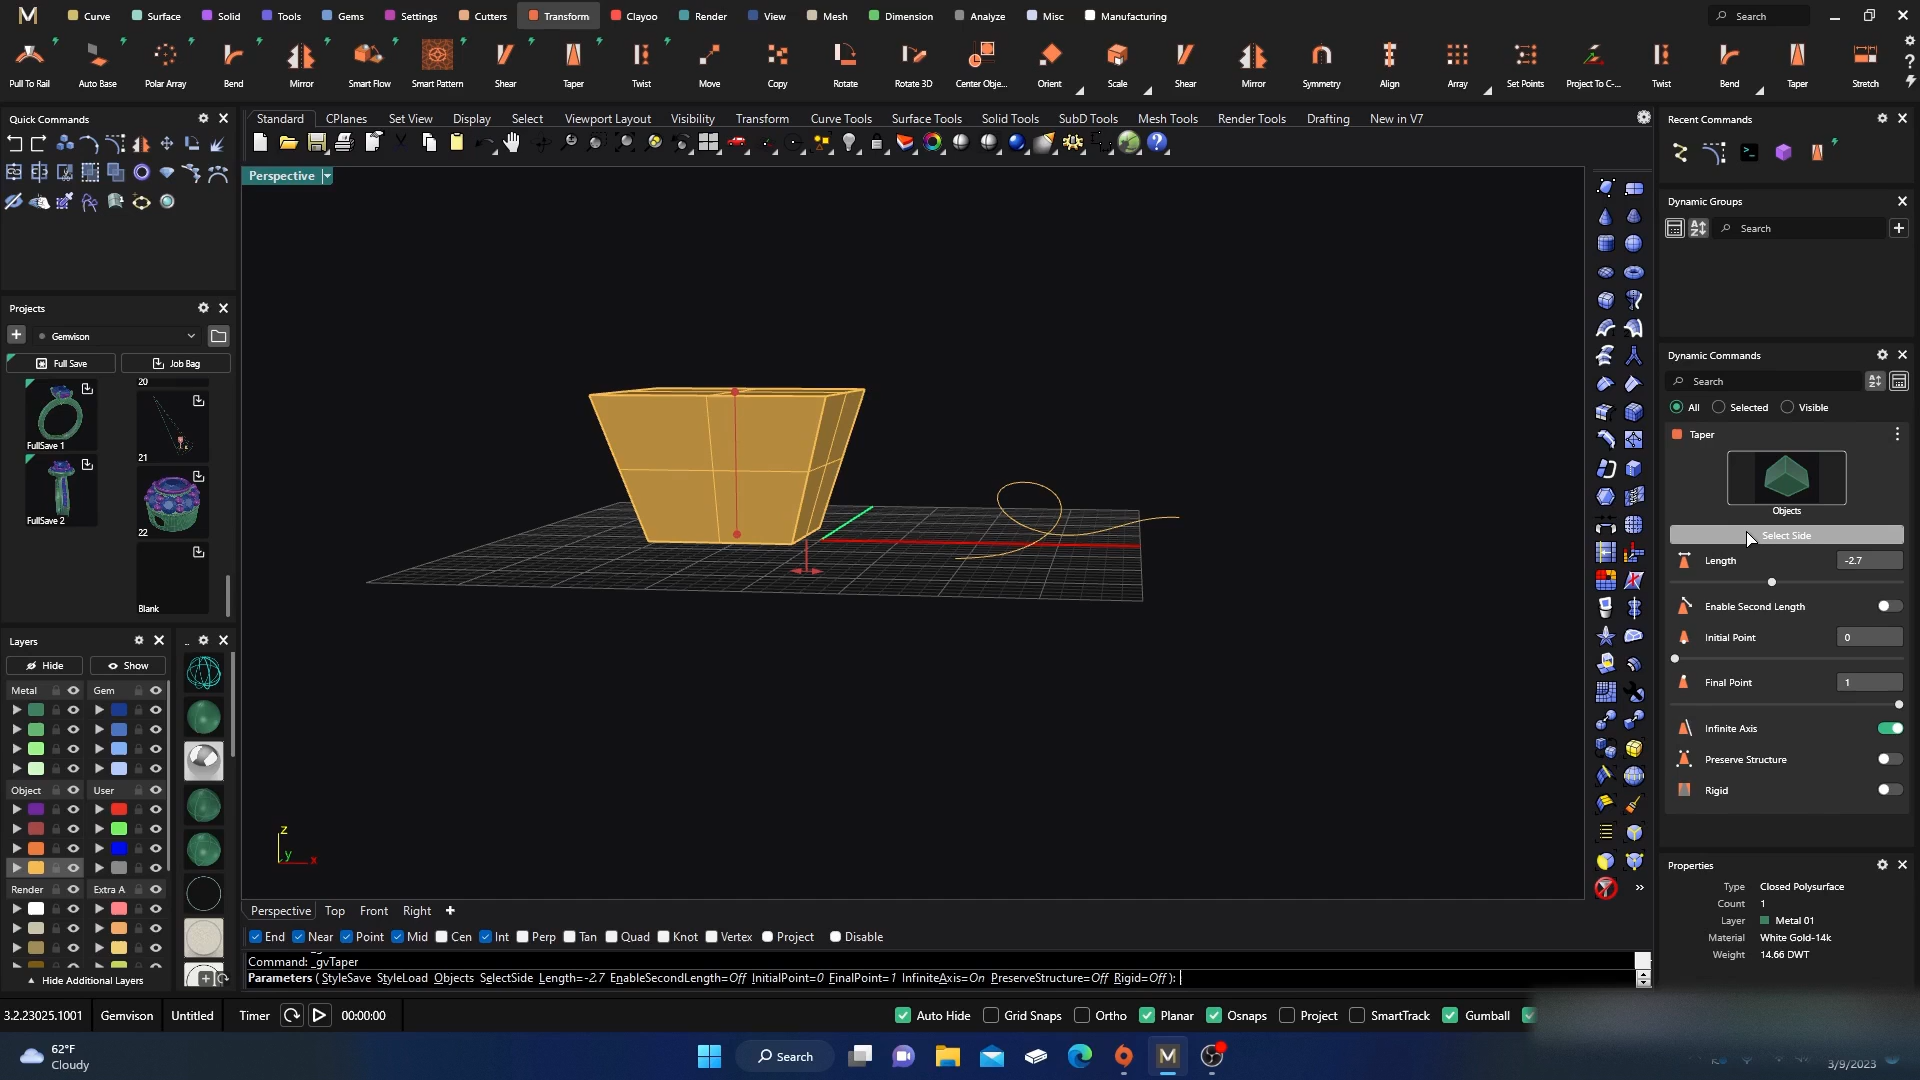 Curve Surface Solid Tools Gems Settings Cutters Transform Clayoo Render View Mesh Dimension Analyze Misc Manufacturing Search
Pull To Rail Auto Base Polar Array Bend Mirror Smart Flow Smart Pattern Shear Taper Twist Move Copy Rotate Rotate 3D Center Obje... Orient Scale Shear Mirror Symmetry Align Array Set Points Project To C-... Twist Bend Taper Stretch
Quick Commands
Standard CPlanes Set View Display Select Viewport Layout Visibility Transform Curve Tools Surface Tools Solid Tools SubD Tools Mesh Tools Render Tools Drafting New in V7
Recent Commands
Perspective
Dynamic Groups
Search
Projects
Gemvison
Full Save Job Bag
20
FullSave 1
21
FullSave 2
22
Blank
Dynamic Commands
Search
All Selected Visible
Taper
Objects
Select Side
Length -2.7
Enable Second Length
Initial Point 0
Final Point 1
Infinite Axis
Preserve Structure
Rigid
Layers
Hide Show
Metal Gem
Object User
Render Extra A
Hide Additional Layers
z
y x
Properties
Type Closed Polysurface
Count 1
Layer Metal 01
Material White Gold-14k
Weight 14.66 DWT
Perspective Top Front Right
End Near Point Mid Cen Int Perp Tan Quad Knot Vertex Project Disable
Command: _gvTaper
Parameters ( StyleSave StyleLoad Objects SelectSide Length=-2.7 EnableSecondLength=Off InitialPoint=0 FinalPoint=1 InfiniteAxis=On PreserveStructure=Off Rigid=Off ):
3.2.23025.1001 Gemvison Untitled Timer 00:00:00 Auto Hide Grid Snaps Ortho Planar Osnaps Project SmartTrack Gumball
62°F
Cloudy
Search
3/9/2023